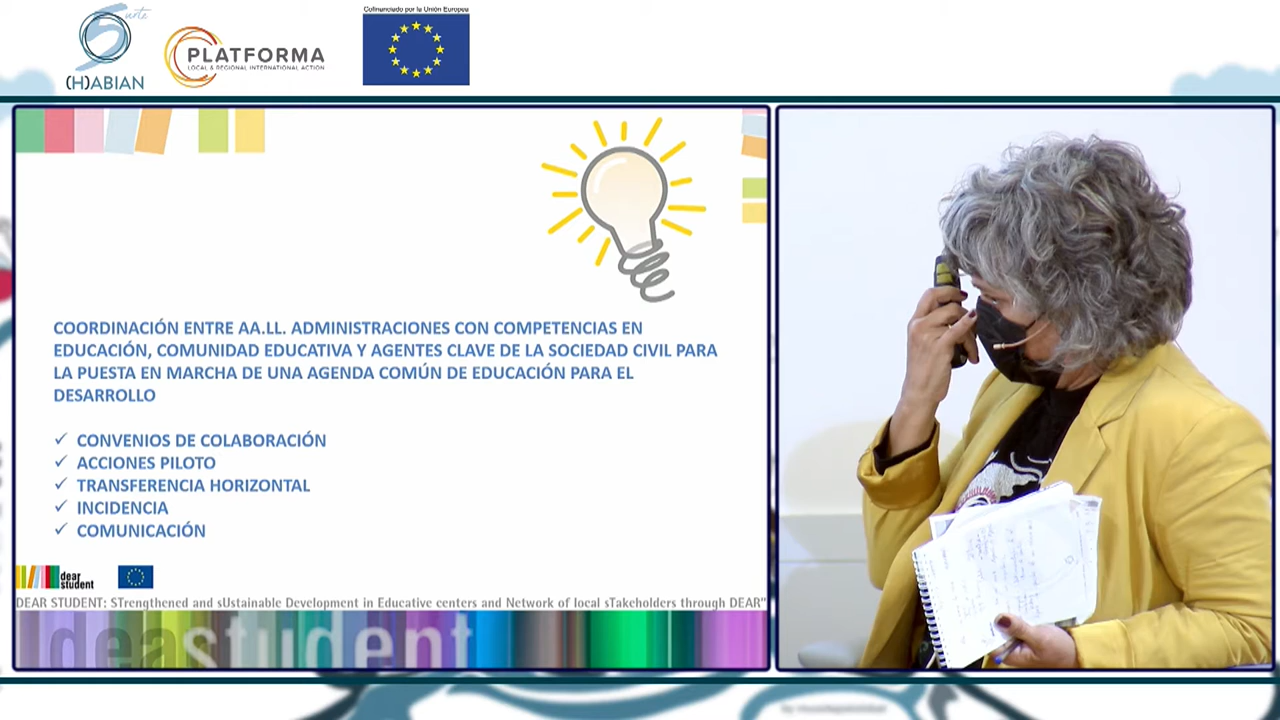 Cofinanciado por la Unión Europea
5 urte
(H)ABIAN
PLATFORMA
LOCAL & REGIONAL INTERNATIONAL ACTION
COORDINACIÓN ENTRE AA.LL. ADMINISTRACIONES CON COMPETENCIAS EN
EDUCACIÓN, COMUNIDAD EDUCATIVA Y AGENTES CLAVE DE LA SOCIEDAD CIVIL PARA
LA PUESTA EN MARCHA DE UNA AGENDA COMÚN DE EDUCACIÓN PARA EL
DESARROLLO
✓ CONVENIOS DE COLABORACIÓN
✓ ACCIONES PILOTO
✓ TRANSFERENCIA HORIZONTAL
✓ INCIDENCIA
✓ COMUNICACIÓN
dear
student
DEAR STUDENT: STrengthened and sUstainable Development in Educative centers and Network of local sTakeholders through DEAR"
dearstudent